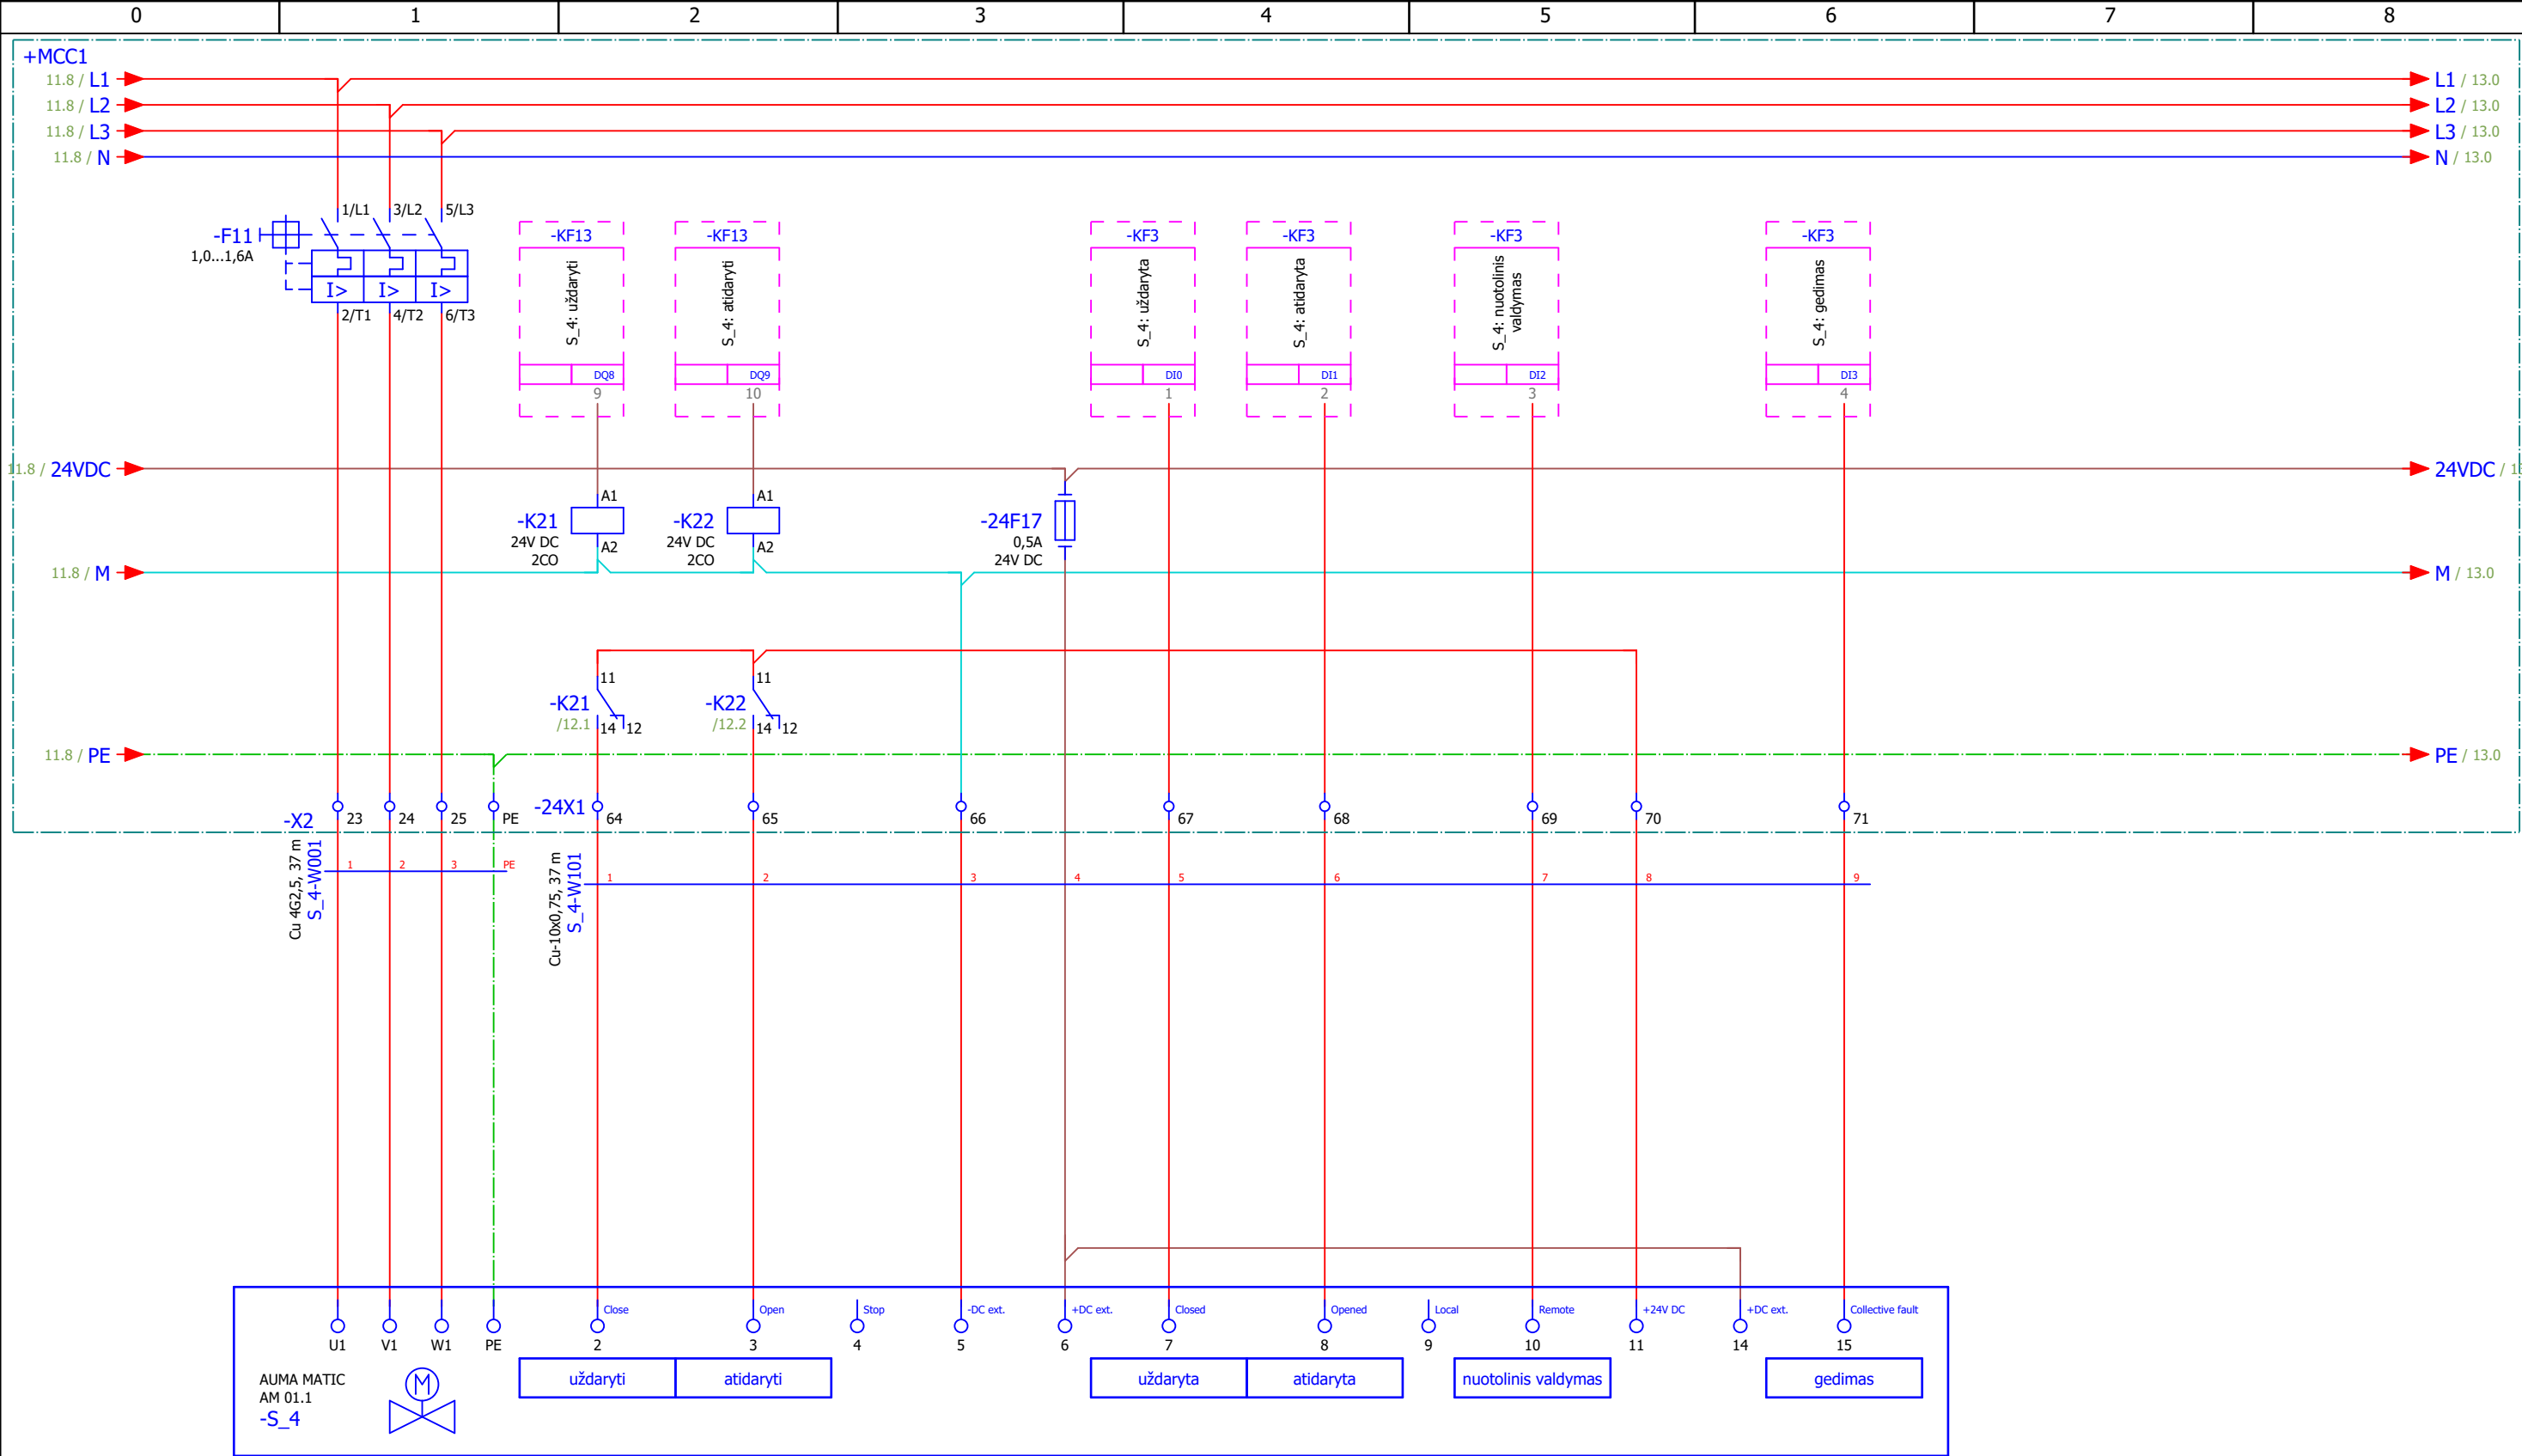 0 1 2 3 4 5 6 7 8
+MCC1
11.8 / L1 L1 / 13.0
11.8 / L2 L2 / 13.0
11.8 / L3 L3 / 13.0
11.8 / N N / 13.0
1/L1 3/L2 5/L3
-F11
1,0...1,6A
I> I> I>
2/T1 4/T2 6/T3
-KF13 -KF13 -KF3 -KF3 -KF3 -KF3
S_4: uždaryti
S_4: atidaryti
S_4: uždaryta
S_4: atidaryta
S_4: nuotolinis
valdymas
S_4: gedimas
DQ8 DQ9 DI0 DI1 DI2 DI3
9 10 1 2 3 4
11.8 / 24VDC 24VDC /
A1 A1
-K21 -K22 -24F17
24V DC 24V DC 0,5A
A2 A2
2CO 2CO 24V DC
11.8 / M M / 13.0
11 11
-K21 -K22
/12.1 14 12 /12.2 14 12
11.8 / PE PE / 13.0
-X2 23 24 25 PE -24X1 64 65 66 67 68 69 70 71
Cu 4G2,5, 37 m
S_4-W001
1 2 3 PE
Cu-10x0,75, 37 m
S_4-W101
1 2 3 4 5 6 7 8 9
Close Open Stop -DC ext. +DC ext. Closed Opened Local Remote +24V DC +DC ext. Collective fault
U1 V1 W1 PE 2 3 4 5 6 7 8 9 10 11 14 15
uždaryti atidaryti uždaryta atidaryta nuotolinis valdymas gedimas
AUMA MATIC
AM 01.1
-S_4
M